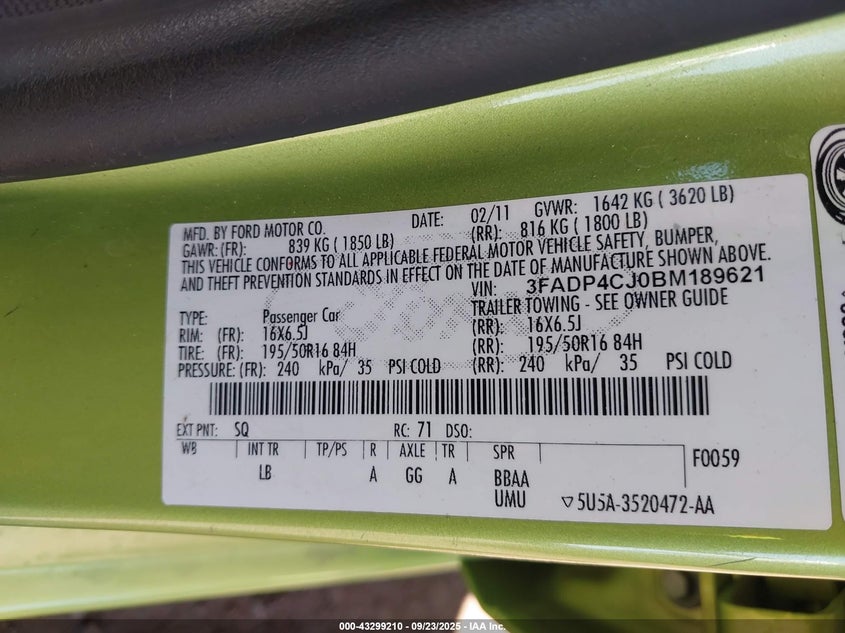 MFD. BY FORD MOTOR CO. DATE: 02/11 GVWR: 1642 KG ( 3620 LB)
GAWR: (FR): 839 KG ( 1850 LB) (RR): 816 KG ( 1800 LB)
THIS VEHICLE CONFORMS TO ALL APPLICABLE FEDERAL MOTOR VEHICLE SAFETY, BUMPER,
AND THEFT PREVENTION STANDARDS IN EFFECT ON THE DATE OF MANUFACTURE SHOWN ABOVE.
VIN: 3FADP4CJ0BM189621
TYPE: Passenger Car TRAILER TOWING - SEE OWNER GUIDE
RIM: (FR): 16X6.5J (RR): 16X6.5J
TIRE: (FR): 195/50R16 84H (RR): 195/50R16 84H
PRESSURE: (FR): 240 kPa/ 35 PSI COLD (RR): 240 kPa/ 35 PSI COLD
EXT PNT: SQ RC: 71 DSO:
WB INT TR TP/PS R AXLE TR SPR F0059
LB A GG A BBAA
UMU ▽5U5A-3520472-AA
000-43299210 - 09/23/2025 - IAA Inc.